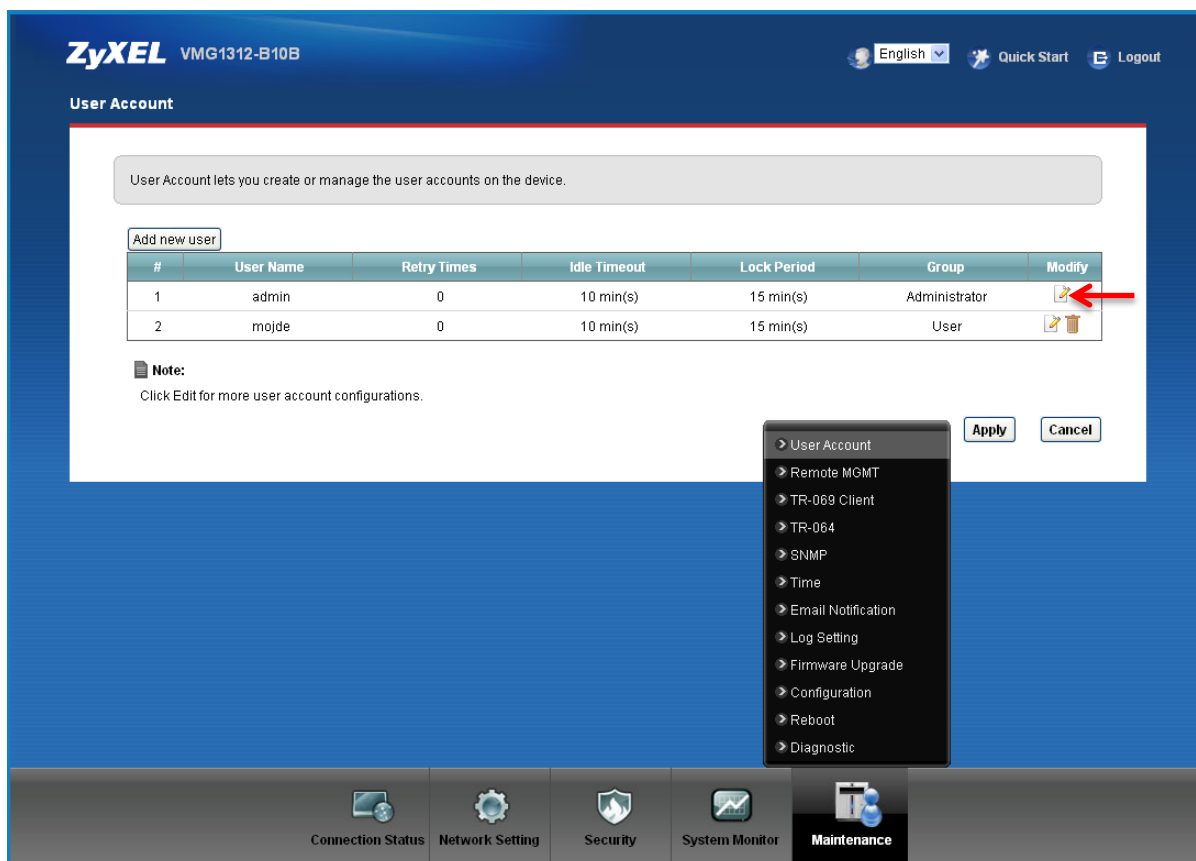 ZyXEL VMG1312-B10B
English Quick Start Logout
User Account
User Account lets you create or manage the user accounts on the device.
Add new user
# User Name Retry Times Idle Timeout Lock Period Group Modify
1 admin 0 10 min(s) 15 min(s) Administrator
2 mojde 0 10 min(s) 15 min(s) User
Note:
Click Edit for more user account configurations.
Apply Cancel
User Account
Remote MGMT
TR-069 Client
TR-064
SNMP
Time
Email Notification
Log Setting
Firmware Upgrade
Configuration
Reboot
Diagnostic
Connection Status Network Setting Security System Monitor Maintenance